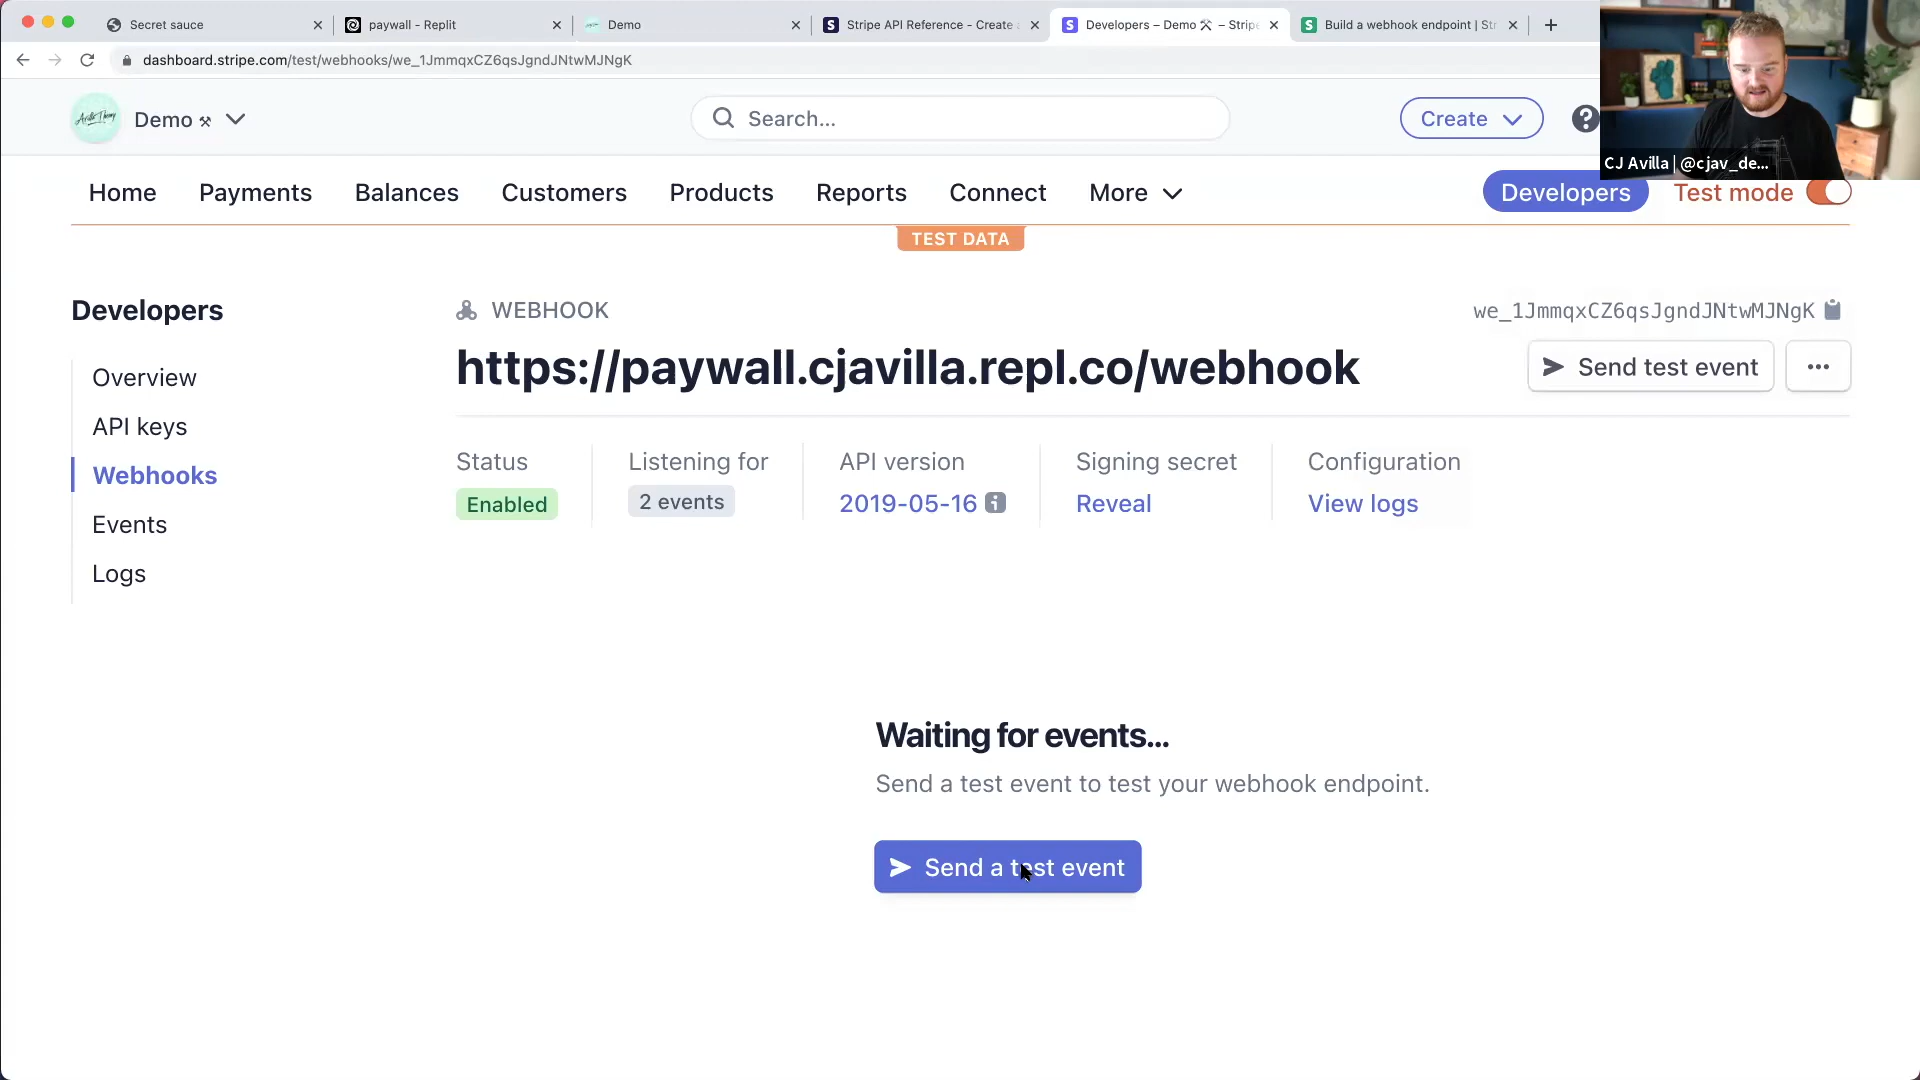 Secret sauce
paywall - Replit
Demo
Stripe API Reference - Create
Developers – Demo ⚒ – Stripe
Build a webhook endpoint | Str
dashboard.stripe.com/test/webhooks/we_1JmmqxCZ6qsJgndJNtwMJNgK
Demo ⚒
Search...
Create
?
CJ Avilla | @cjav_de...
Home
Payments
Balances
Customers
Products
Reports
Connect
More
Developers
Test mode
TEST DATA
Developers
Overview
API keys
Webhooks
Events
Logs
WEBHOOK
we_1JmmqxCZ6qsJgndJNtwMJNgK
https://paywall.cjavilla.repl.co/webhook
Send test event
Status
Enabled
Listening for
2 events
API version
2019-05-16
Signing secret
Reveal
Configuration
View logs
Waiting for events...
Send a test event to test your webhook endpoint.
Send a test event